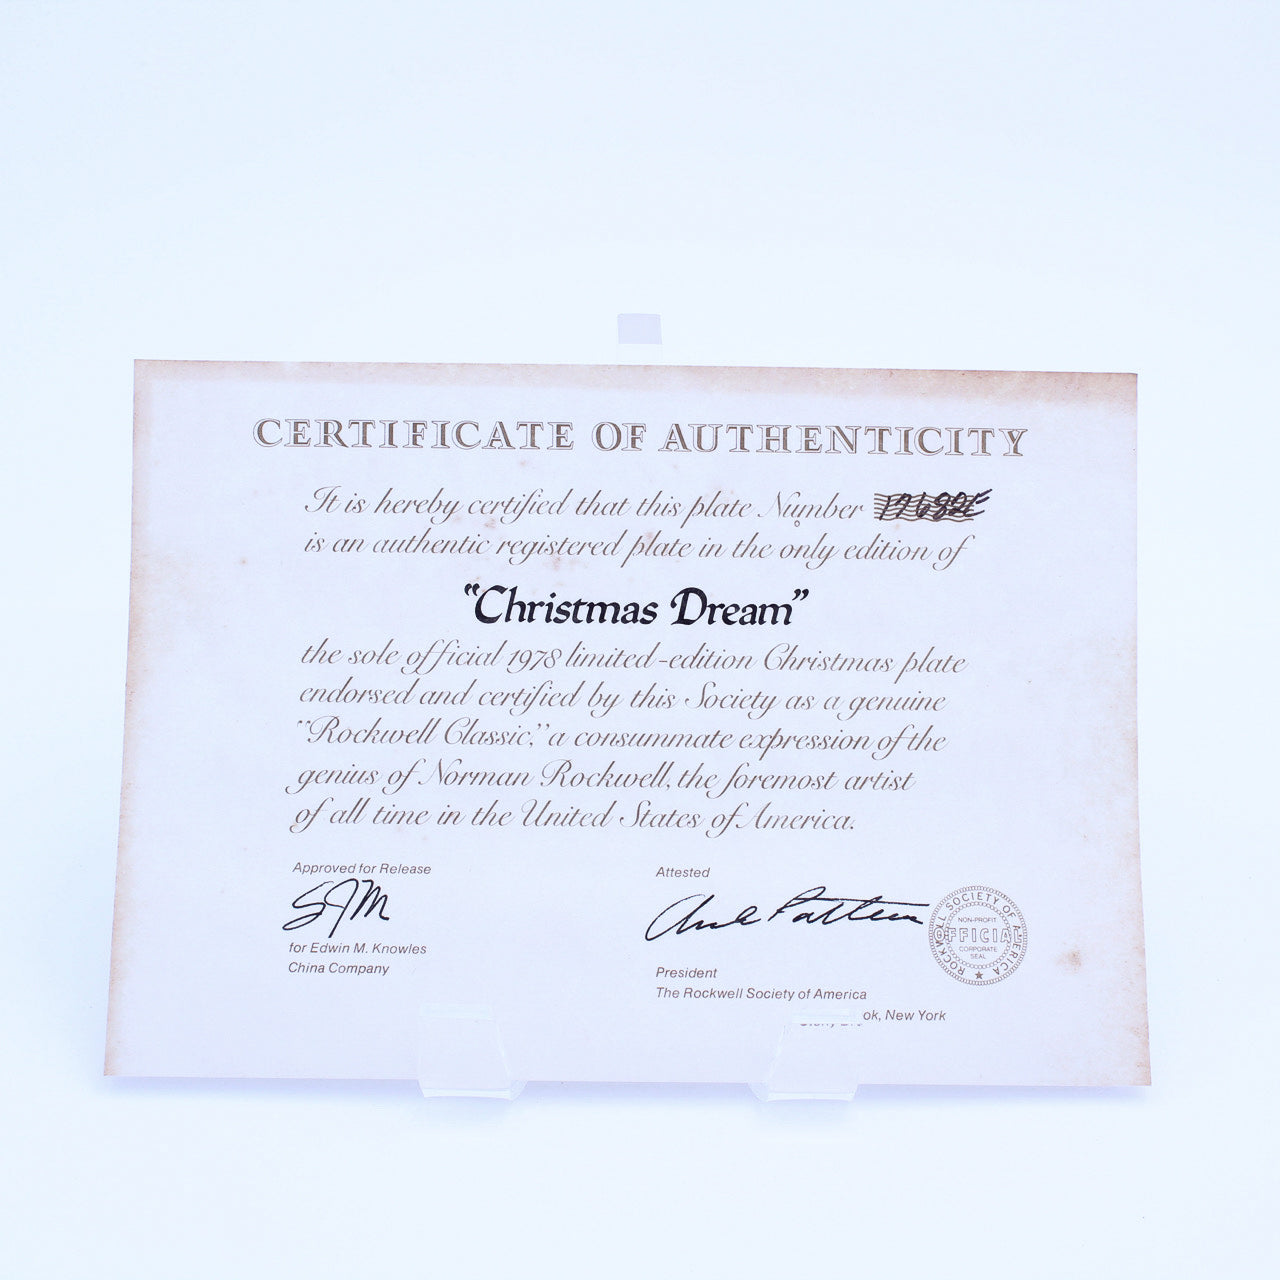 CERTIFICATE OF AUTHENTICITY
It is hereby certified that this plate Number 17682E
is an authentic registered plate in the only edition of
"Christmas Dream"
the sole official 1978 limited-edition Christmas plate
endorsed and certified by this Society as a genuine
"Rockwell Classic," a consummate expression of the
genius of Norman Rockwell, the foremost artist
of all time in the United States of America.
Approved for Release
SJM
for Edwin M. Knowles
China Company
Attested
President
The Rockwell Society of America
ok, New York
ROCKWELL SOCIETY OF AMERICA
NON-PROFIT
OFFICIAL
CORPORATE
SEAL